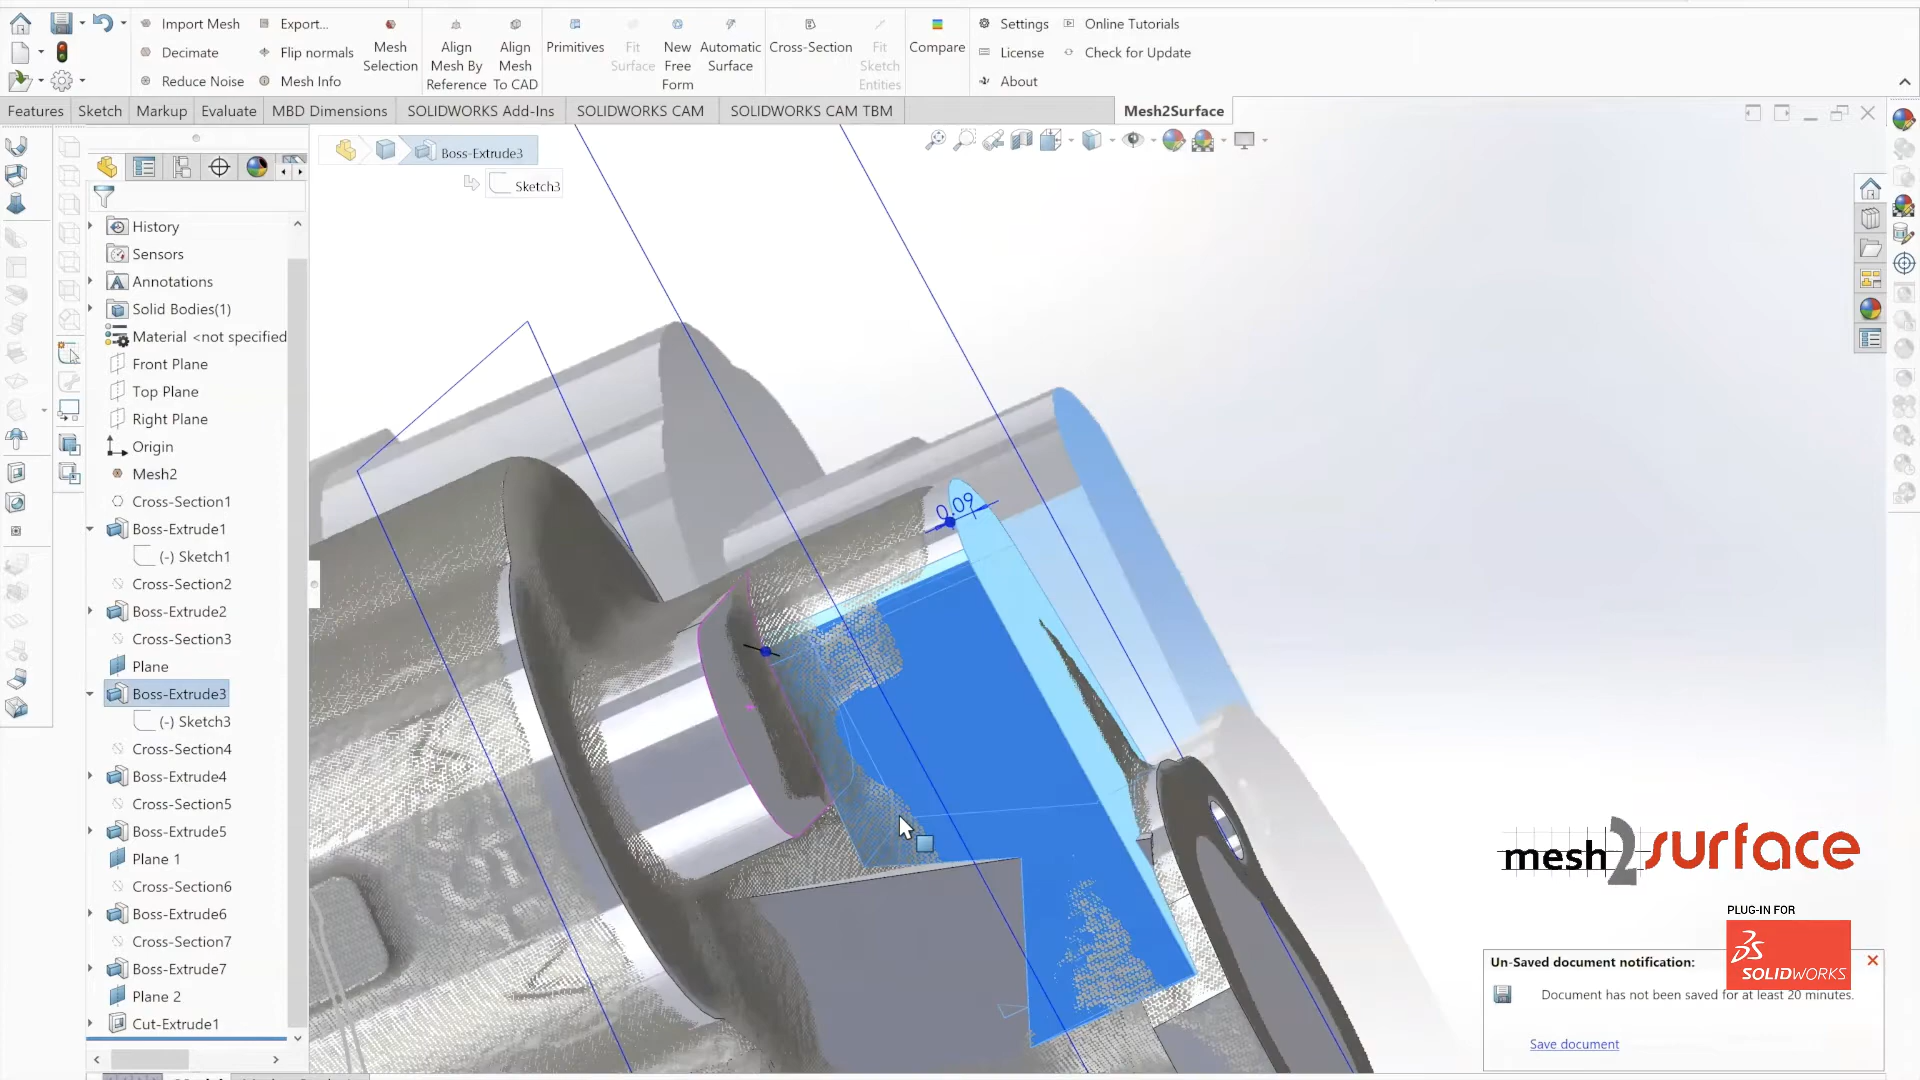 Import Mesh
Export...
Decimate
Flip normals
Reduce Noise
Mesh Info
Mesh
Selection
Align
Mesh By
Reference
Align
Mesh
To CAD
Primitives
Fit
Surface
New
Free
Form
Automatic
Surface
Cross-Section
Fit
Sketch
Entities
Compare
Settings
Online Tutorials
License
Check for Update
About
Features
Sketch
Markup
Evaluate
MBD Dimensions
SOLIDWORKS Add-Ins
SOLIDWORKS CAM
SOLIDWORKS CAM TBM
Mesh2Surface
Boss-Extrude3
Sketch3
History
Sensors
Annotations
Solid Bodies(1)
Material <not specified
Front Plane
Top Plane
Right Plane
Origin
Mesh2
Cross-Section1
Boss-Extrude1
(-) Sketch1
Cross-Section2
Boss-Extrude2
Cross-Section3
Plane
Boss-Extrude3
(-) Sketch3
Cross-Section4
Boss-Extrude4
Cross-Section5
Boss-Extrude5
Plane 1
Cross-Section6
Boss-Extrude6
Cross-Section7
Boss-Extrude7
Plane 2
Cut-Extrude1
0.09
mesh2surface
PLUG-IN FOR
SOLIDWORKS
Un-Saved document notification:
Document has not been saved for at least 20 minutes.
Save document